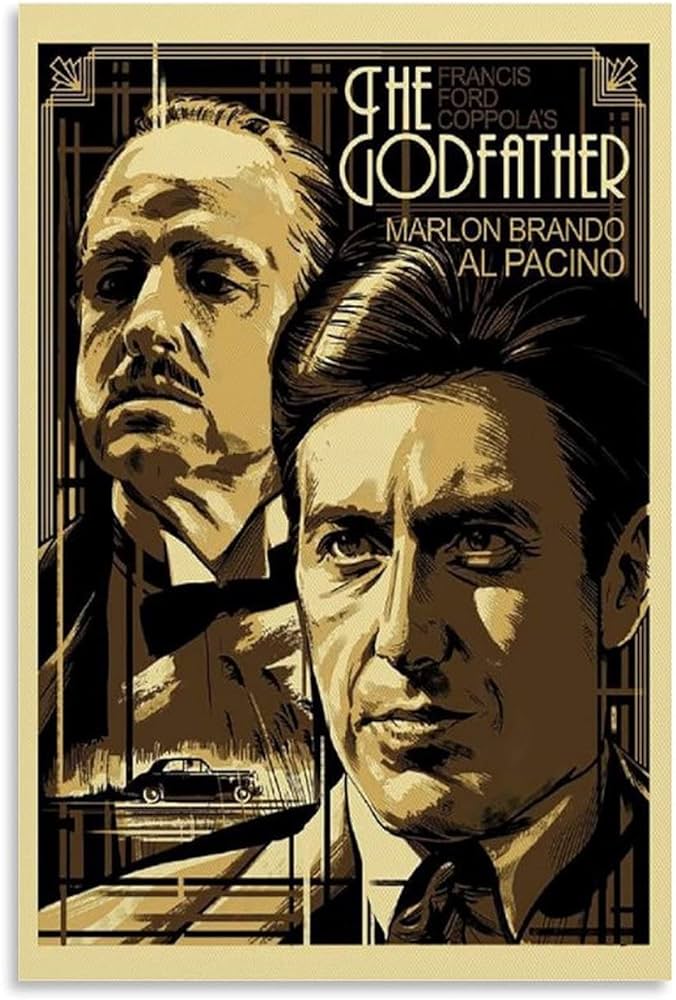 THE
FRANCIS
FORD
COPPOLA'S
GODFATHER
MARLON BRANDO
AL PACINO